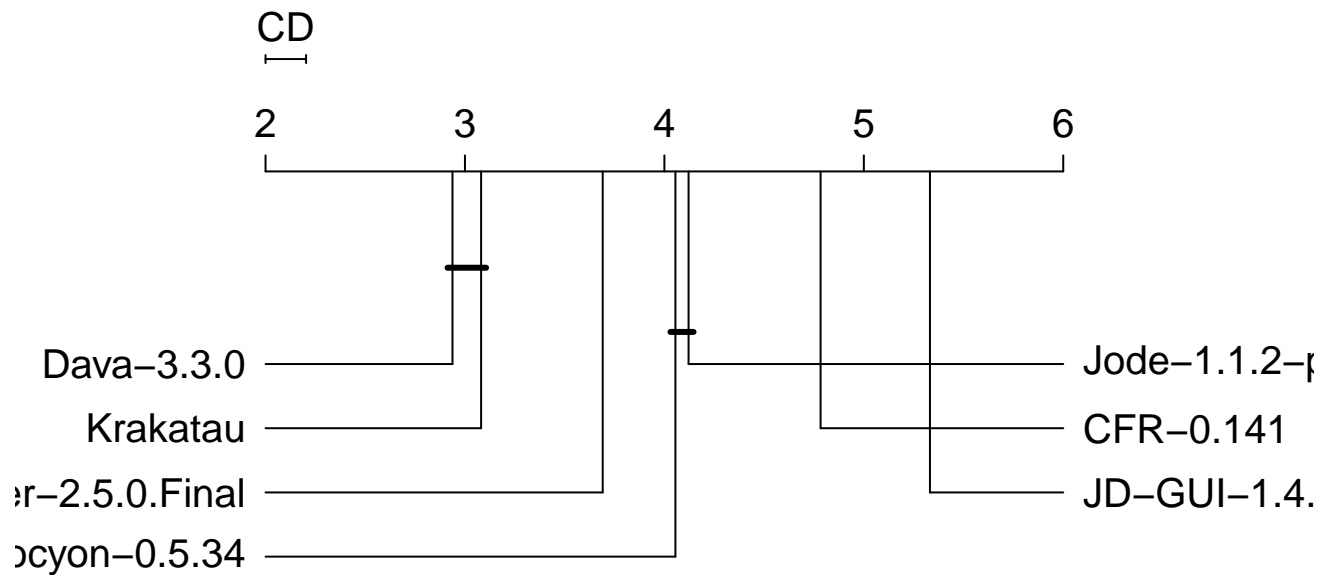 CD
2 3 4 5 6
Dava−3.3.0
Krakatau
er−2.5.0.Final
ocyon−0.5.34
Jode−1.1.2−p
CFR−0.141
JD−GUI−1.4.